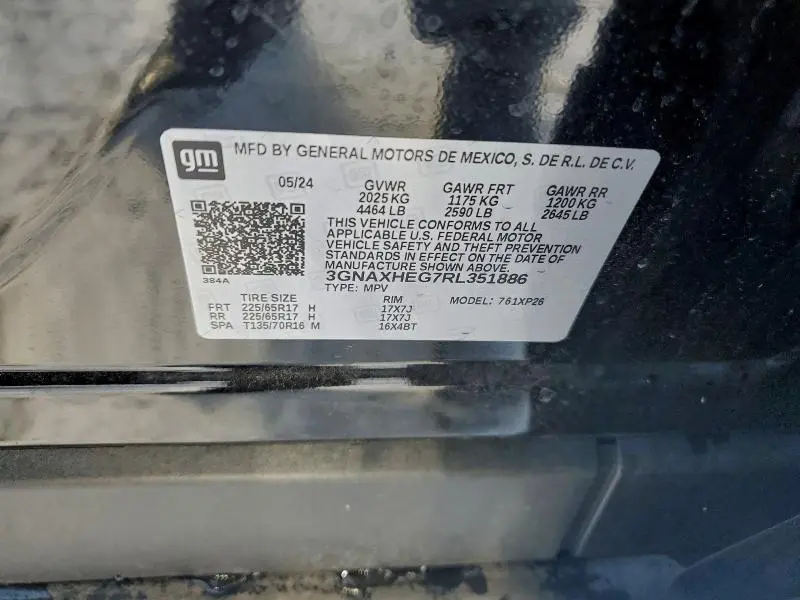 gm MFD BY GENERAL MOTORS DE MEXICO, S. DE R.L. DE C.V.
05/24 GVWR GAWR FRT GAWR RR
2025 KG 1175 KG 1200 KG
4464 LB 2590 LB 2645 LB
THIS VEHICLE CONFORMS TO ALL
APPLICABLE U.S. FEDERAL MOTOR
VEHICLE SAFETY AND THEFT PREVENTION
STANDARDS IN EFFECT ON THE DATE OF
MANUFACTURE SHOWN ABOVE.
384A 3GNAXHEG7RL351886
TYPE: MPV
TIRE SIZE RIM MODEL: 761XP26
FRT 225/65R17 H 17X7J
RR 225/65R17 H 17X7J
SPA T135/70R16 M 16X4BT